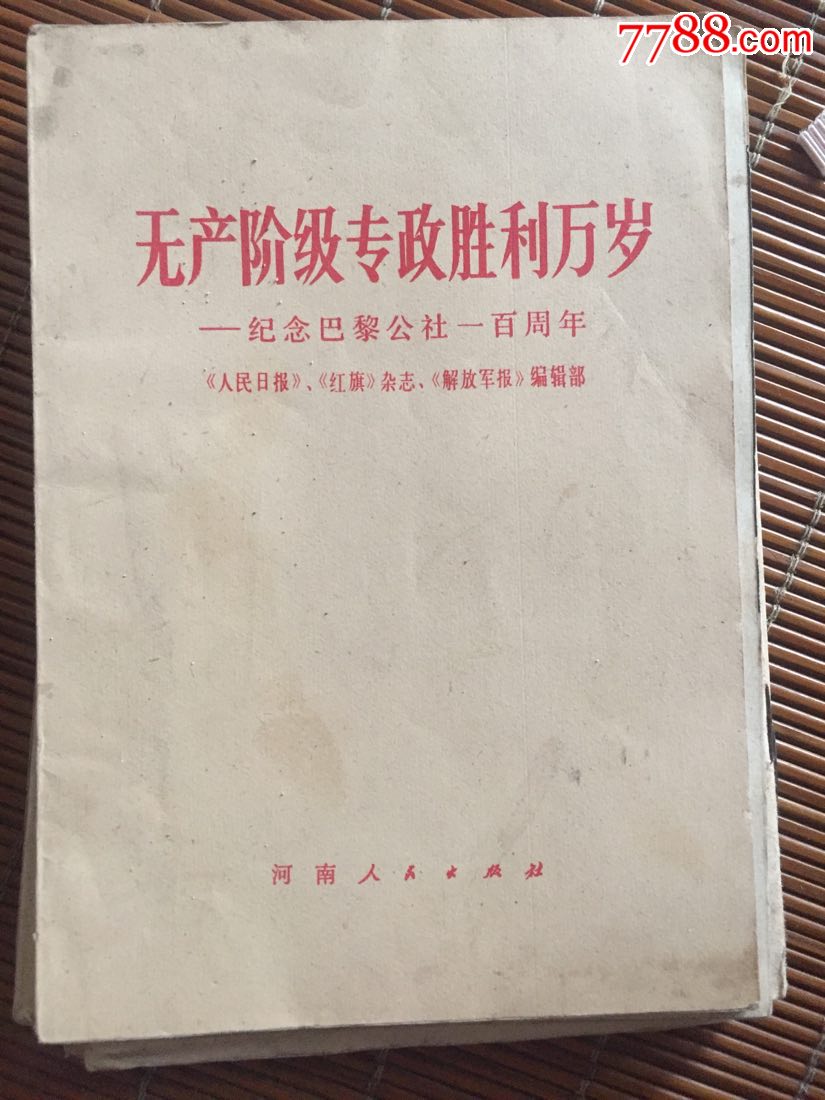 7788.com
无产阶级专政胜利万岁
——纪念巴黎公社一百周年
《人民日报》、《红旗》杂志、《解放军报》编辑部
河南人民出版社